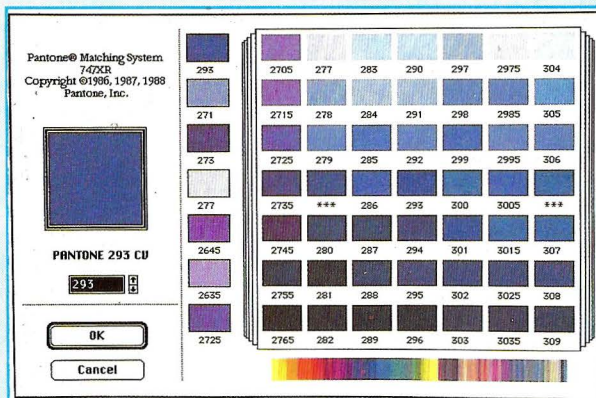 Pantone® Matching System
747XR
Copyright ©1986, 1987, 1988
Pantone, Inc.
PANTONE 293 CV
293
OK
Cancel
293
271
273
277
2645
2635
2725
2705 277 283 290 297 2975 304
2715 278 284 291 298 2985 305
2725 279 285 292 299 2995 306
2735 *** 286 293 300 3005 ***
2745 280 287 294 301 3015 307
2755 281 288 295 302 3025 308
2765 282 289 296 303 3035 309